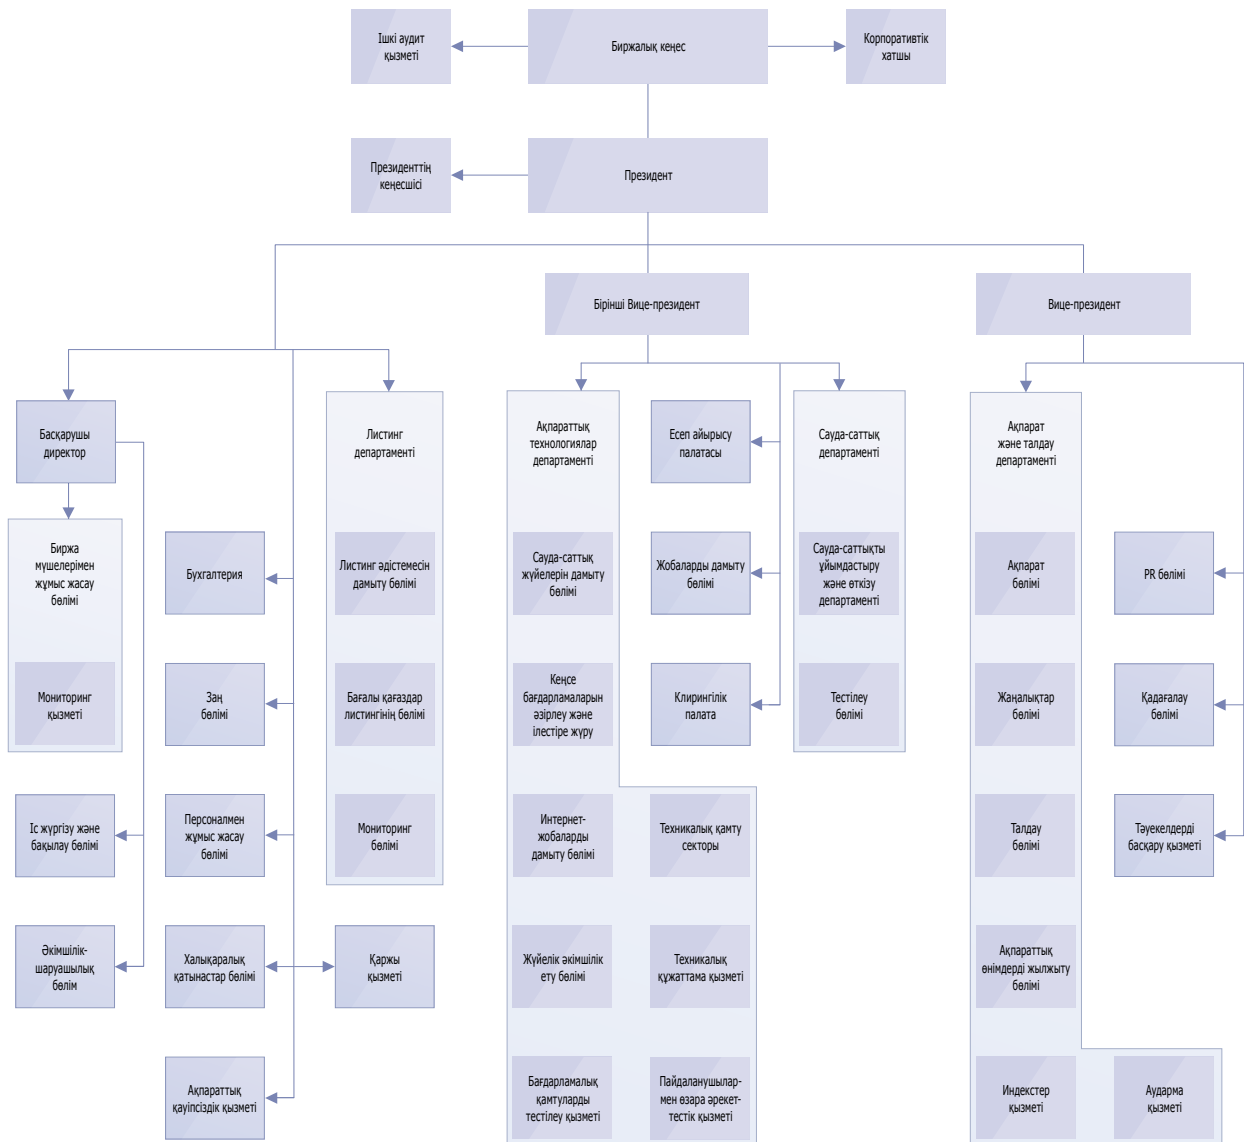 Ішкі аудит
қызметі
Биржалық кеңес
Корпоративтік
хатшы
Президенттің
кеңесшісі
Президент
Бірінші Вице-президент
Вице-президент
Басқарушы
директор
Листинг
департаменті
Ақпараттық
технологиялар
департаменті
Есеп айырысу
палатасы
Сауда-саттық
департаменті
Ақпарат
және талдау
департаменті
Биржа
мүшелерімен
жұмыс жасау
бөлімі
Бухгалтерия
Листинг әдістемесін
дамыту бөлімі
Сауда-саттық
жүйелерін дамыту
бөлімі
Жобаларды дамыту
бөлімі
Сауда-саттықты
ұйымдастыру
және өткізу
департаменті
Ақпарат
бөлімі
PR бөлімі
Мониторинг
қызметі
Заң
бөлімі
Бағалы қағаздар
листингінің бөлімі
Кеңсе
бағдарламаларын
әзірлеу және
ілестіре жүру
Клирингілік
палата
Тестілеу
бөлімі
Жаңалықтар
бөлімі
Қадағалау
бөлімі
Іс жүргізу және
бақылау бөлімі
Персоналмен
жұмыс жасау
бөлімі
Мониторинг
бөлімі
Интернет-
жобаларды
дамыту бөлімі
Техникалық қамту
секторы
Талдау
бөлімі
Тәуекелдерді
басқару қызметі
Әкімшілік-
шаруашылық
бөлім
Халықаралық
қатынастар бөлімі
Қаржы
қызметі
Жүйелік әкімшілік
ету бөлімі
Техникалық
құжаттама қызметі
Ақпараттық
өнімдерді жылжыту
бөлімі
Ақпараттық
қауіпсіздік қызметі
Бағдарламалық
қамтуларды
тестілеу қызметі
Пайдаланушылар-
мен өзара әрекет-
тестік қызметі
Индекстер
қызметі
Аударма
қызметі